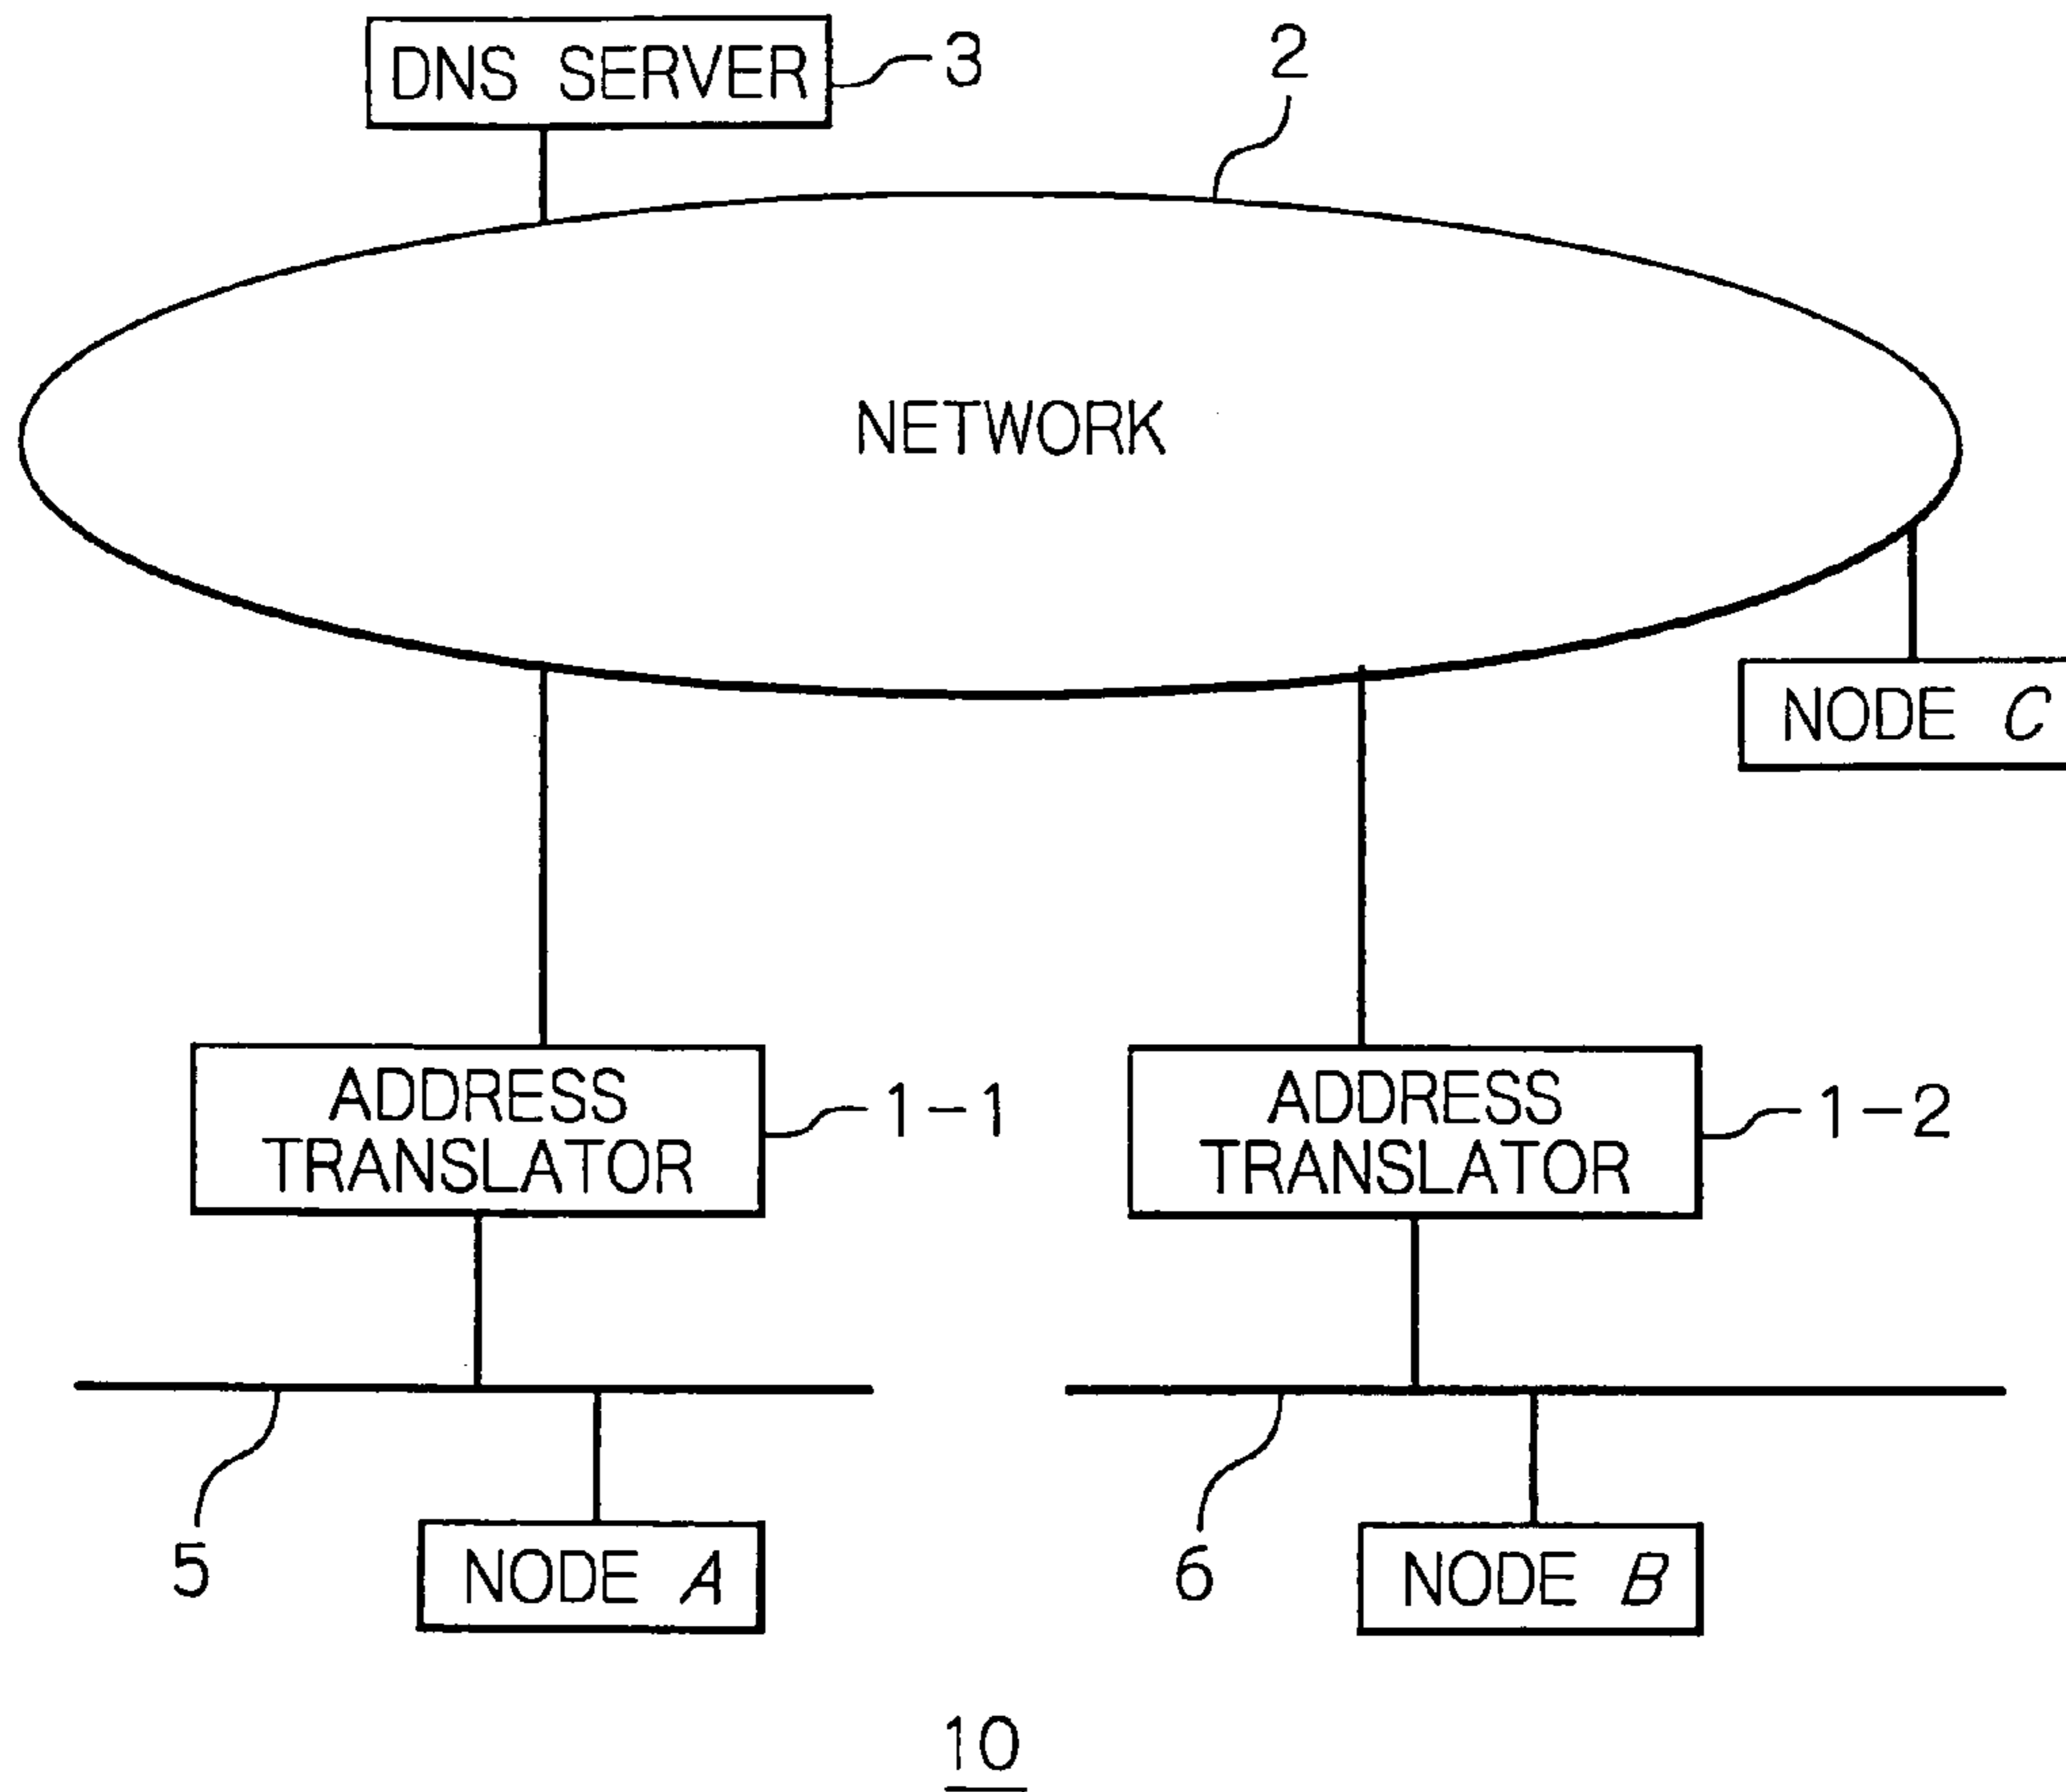 DNS SERVER
3
2
NETWORK
NODE C
ADDRESS
TRANSLATOR
1-1
ADDRESS
TRANSLATOR
1-2
5
NODE A
6
NODE B
10